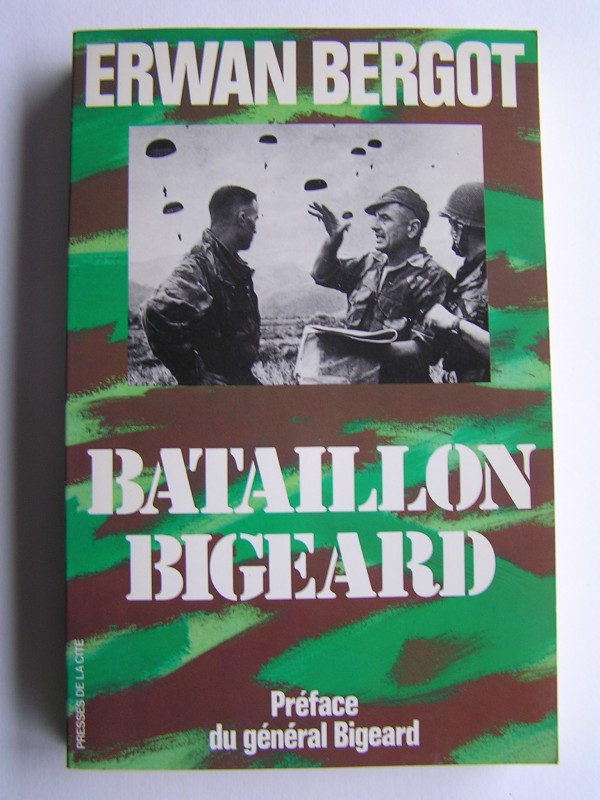 ERWAN BERGOT
BATAILLON
BIGEARD
PRESSES DE LA CITÉ
Préface
du général Bigeard